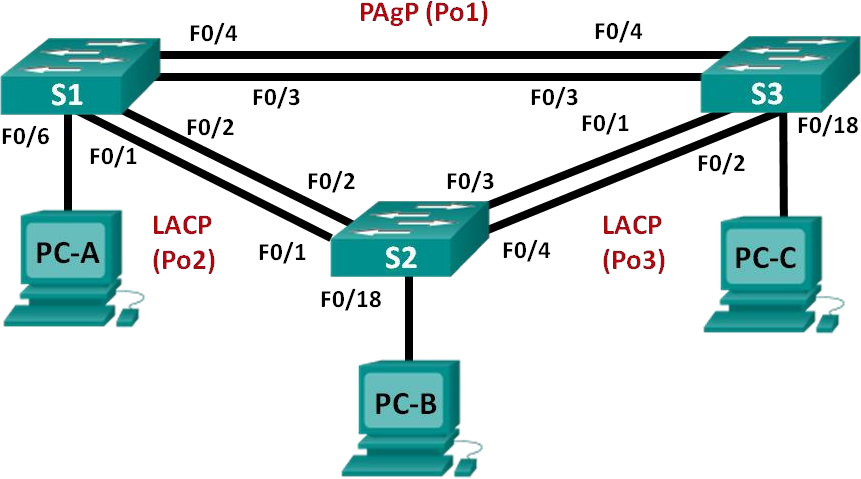 PAgP (Po1)
F0/4
F0/4
S1
S3
F0/3
F0/3
F0/6
F0/2
F0/1
F0/18
F0/1
F0/2
F0/2
F0/3
PC-A
LACP
(Po2)
F0/1
S2
F0/4
LACP
(Po3)
PC-C
F0/18
PC-B